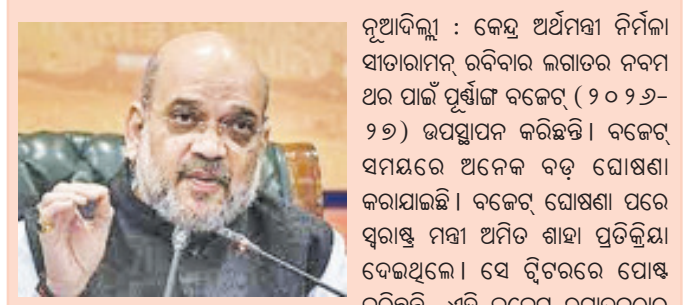 ନୂଆଦିଲ୍ଲୀ : କେନ୍ଦ୍ର ଅର୍ଥମନ୍ତ୍ରୀ ନିର୍ମଳା
ସୀତାରାମନ୍ ରବିବାର ଲଗାତର ନବମ
ଥର ପାଇଁ ପୂର୍ଣ୍ଣାଙ୍ଗ ବଜେଟ୍ (୨୦୨୬-
୨୭) ଉପସ୍ଥାପନ କରିଛନ୍ତି। ବଜେଟ୍
ସମୟରେ ଅନେକ ବଡ଼ ଘୋଷଣା
କରାଯାଇଛି। ବଜେଟ୍ ଘୋଷଣା ପରେ
ସ୍ୱରାଷ୍ଟ୍ର ମନ୍ତ୍ରୀ ଅମିତ ଶାହା ପ୍ରତିକ୍ରିୟା
ଦେଇଥିଲେ। ସେ ଟ୍ୱିଟରରେ ପୋଷ୍ଟ